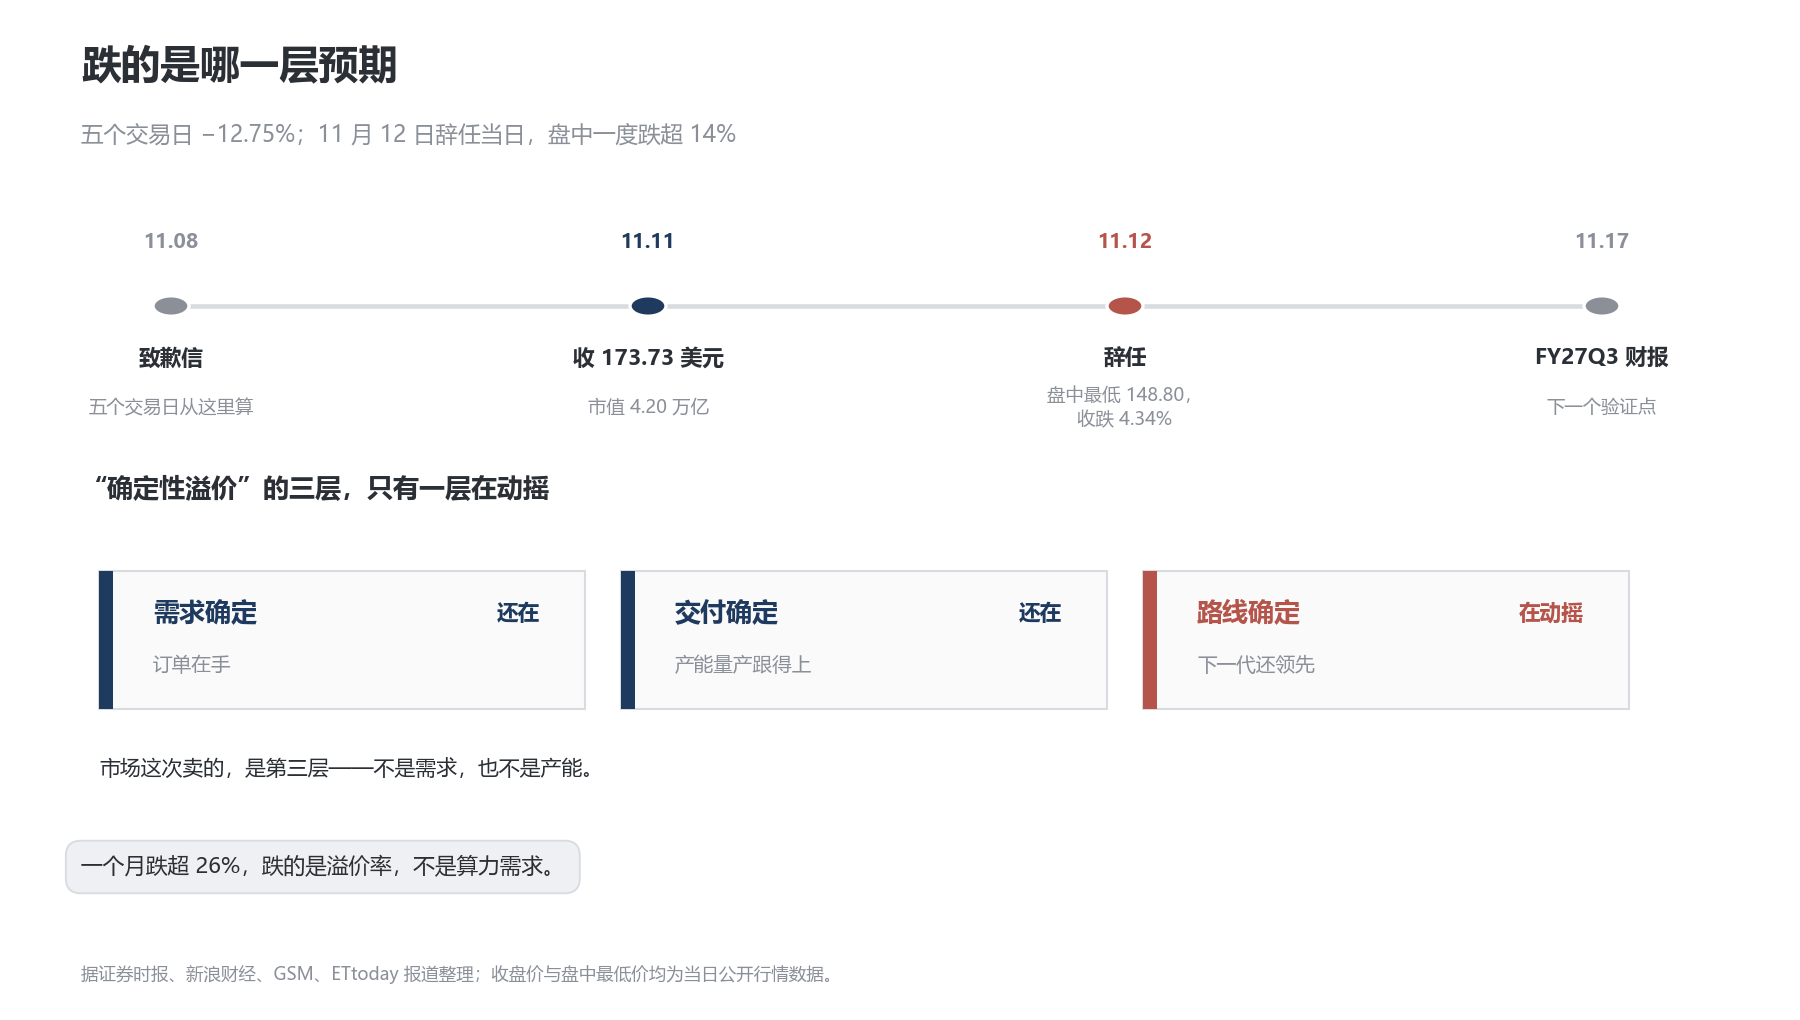 跌的是哪一层预期
五个交易日 −12.75%；11 月 12 日辞任当日，盘中一度跌超 14%
11.08
11.11
11.12
11.17
致歉信
收 173.73 美元
辞任
FY27Q3 财报
五个交易日从这里算
市值 4.20 万亿
盘中最低 148.80，
收跌 4.34%
下一个验证点
“确定性溢价”的三层，只有一层在动摇
需求确定
还在
订单在手
交付确定
还在
产能量产跟得上
路线确定
在动摇
下一代还领先
市场这次卖的，是第三层——不是需求，也不是产能。
一个月跌超 26%，跌的是溢价率，不是算力需求。
据证券时报、新浪财经、GSM、ETtoday 报道整理；收盘价与盘中最低价均为当日公开行情数据。